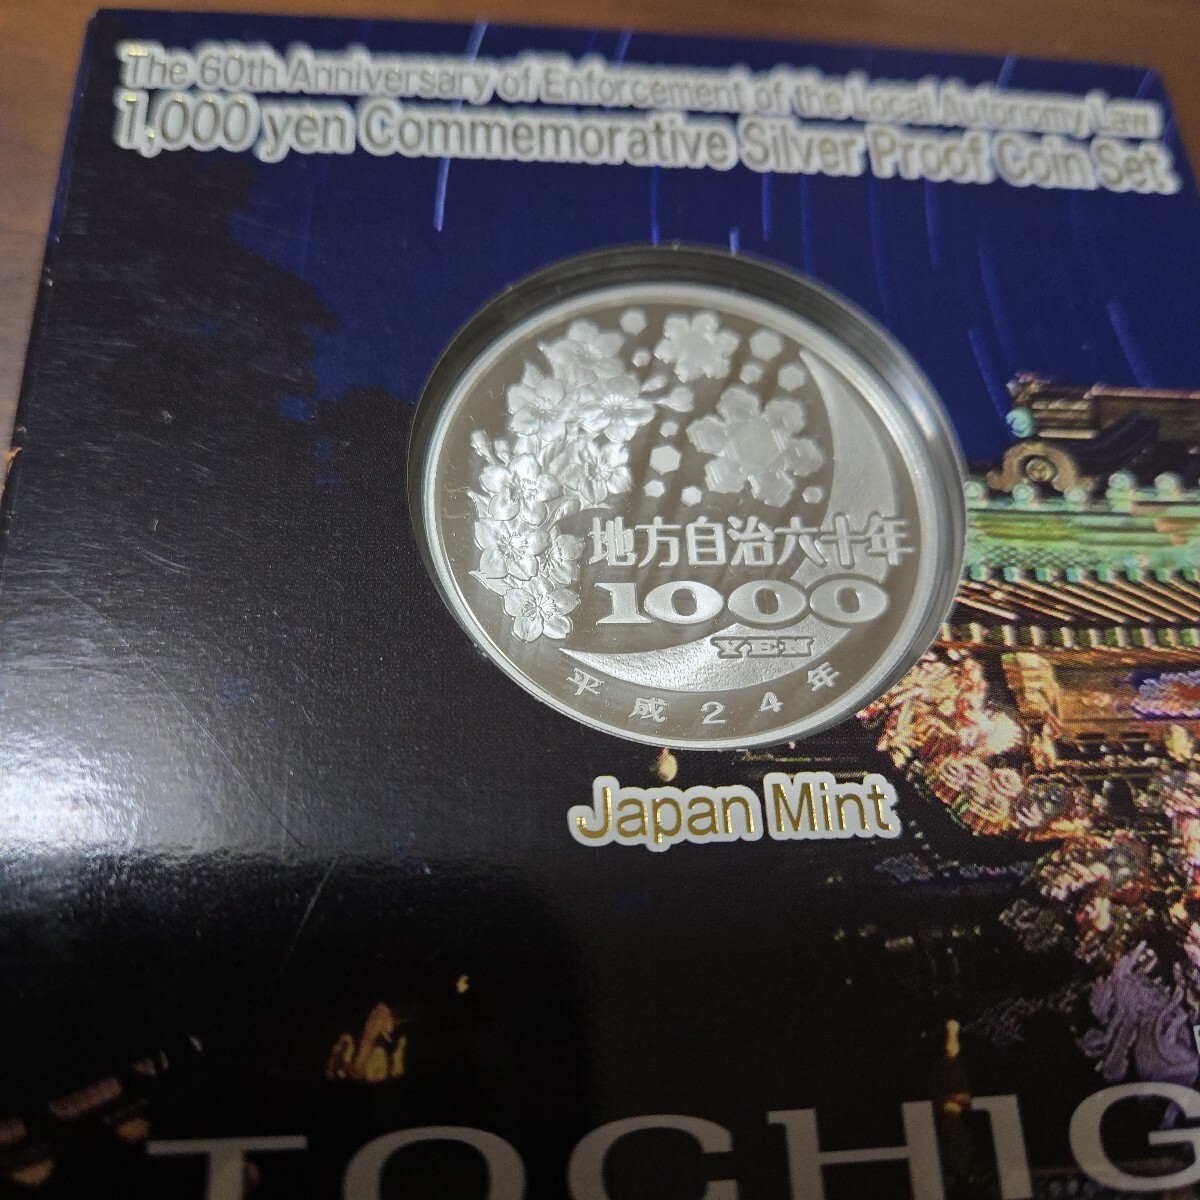 The 60th Anniversary of Enforcement of the Local Autonomy Law
1,000 yen Commemorative Silver Proof Coin Set
地方自治六十年
1000
YEN
平成24年
Japan Mint
TOCHIG